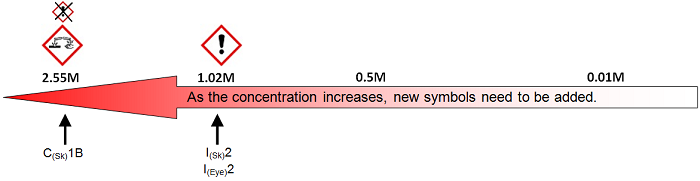 2.55M 1.02M 0.5M 0.01M
As the concentration increases, new symbols need to be added.
C(Sk)1B I(Sk)2
I(Eye)2